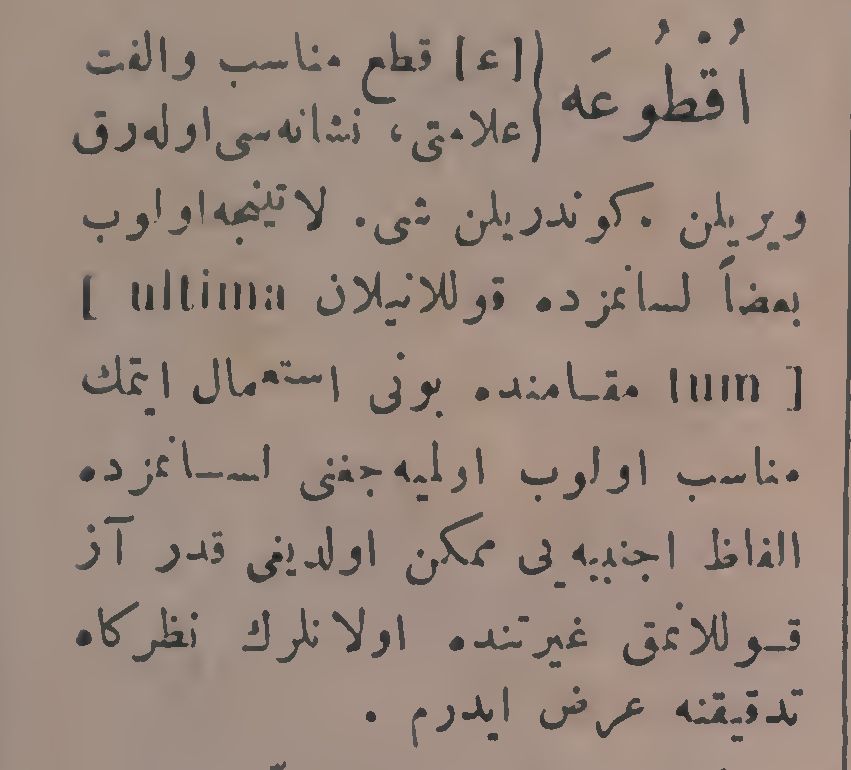 اُقْطُوعَه {[ع] قطع مناسب والفت
علامتی، نشانه‌سی اوله‌رق
ویریلن . کوندریلن شی. لاتینجه اولوب
بعضاً لسانمزده قوللانیلان ultima ]
[ tum مقامنده بونی استعمال ایتمك
مناسب اولوب اولمیه‌جغنی لسانمزده
الفاظ اجنبیه‌یی ممکن اولدیغی قدر آز
قوللانمق غیرتنده اولانلرك نظرکاه
تدقیقنه عرض ایدرم .